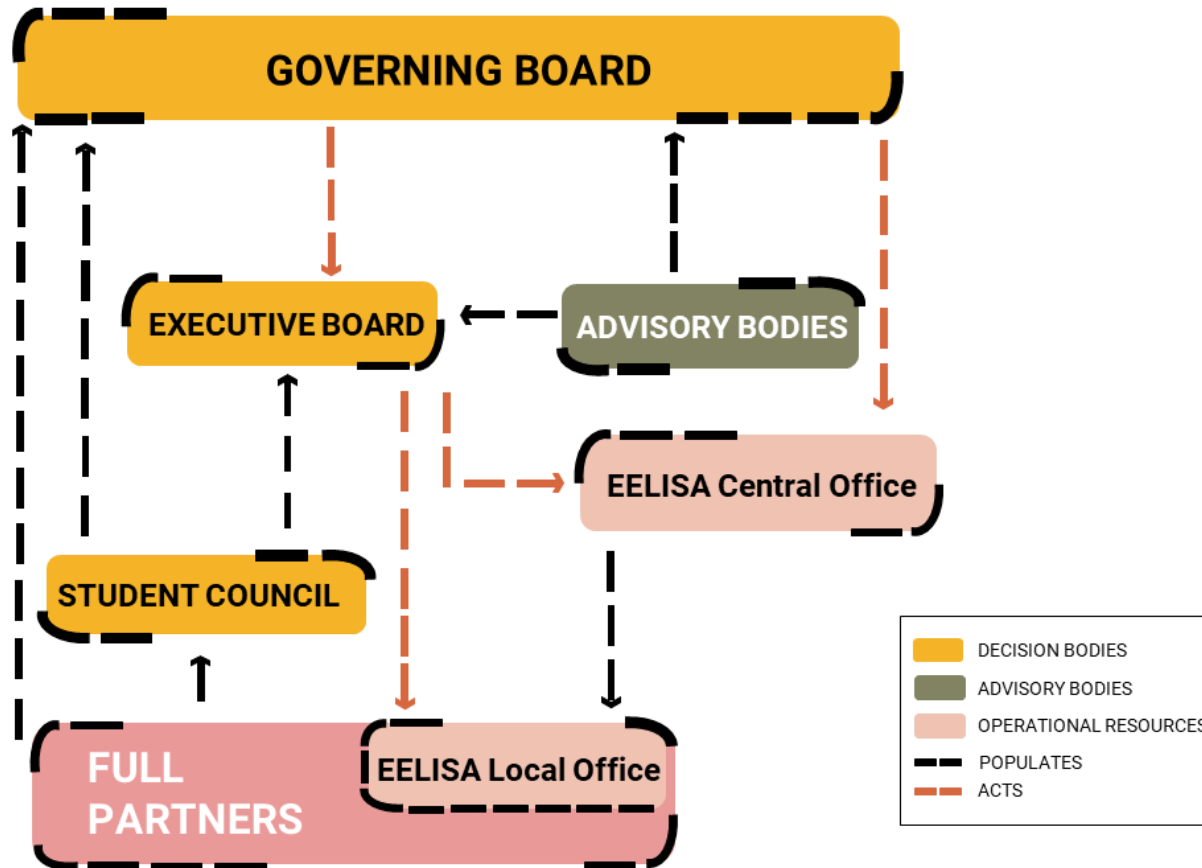 GOVERNING BOARD
EXECUTIVE BOARD
ADVISORY BODIES
EELISA Central Office
STUDENT COUNCIL
FULL
PARTNERS
EELISA Local Office
DECISION BODIES
ADVISORY BODIES
OPERATIONAL RESOURCES
POPULATES
ACTS